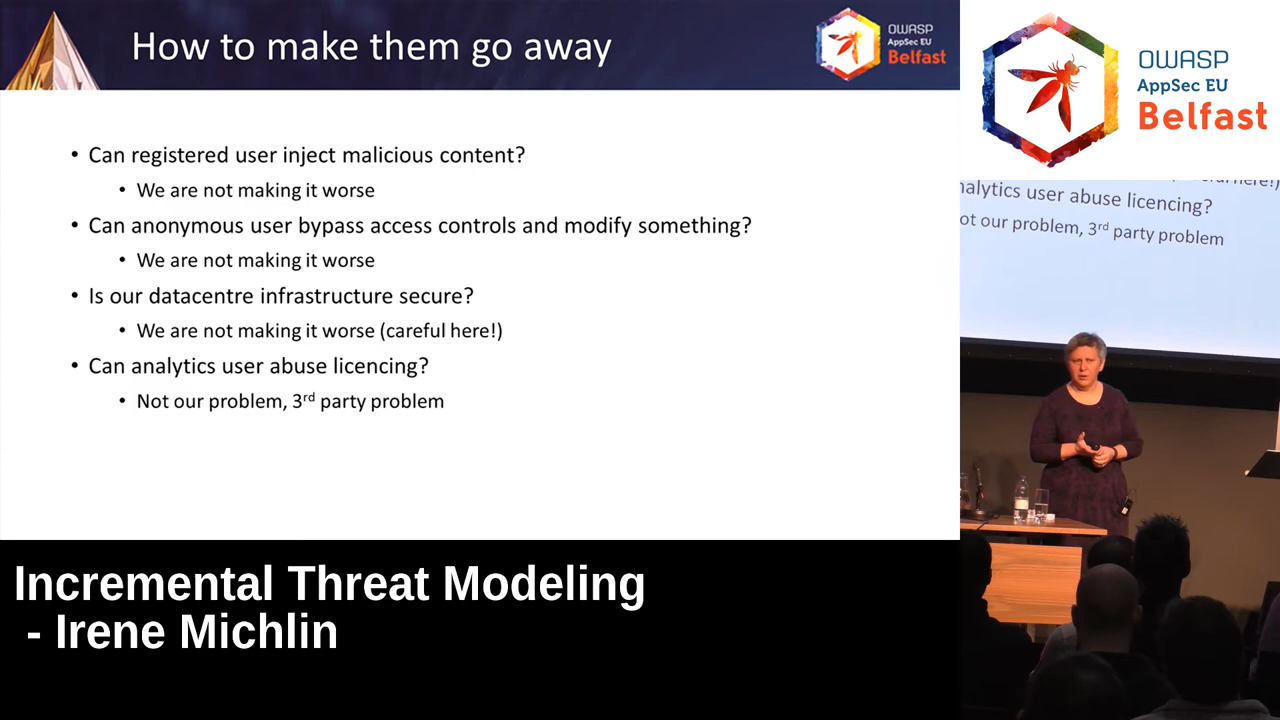 How to make them go away
OWASP
AppSec EU
Belfast
• Can registered user inject malicious content?
• We are not making it worse
• Can anonymous user bypass access controls and modify something?
• We are not making it worse
• Is our datacentre infrastructure secure?
• We are not making it worse (careful here!)
• Can analytics user abuse licencing?
• Not our problem, 3rd party problem
OWASP
AppSec EU
Belfast
here!)
nalytics user abuse licencing?
ot our problem, 3rd party problem
Incremental Threat Modeling
- Irene Michlin